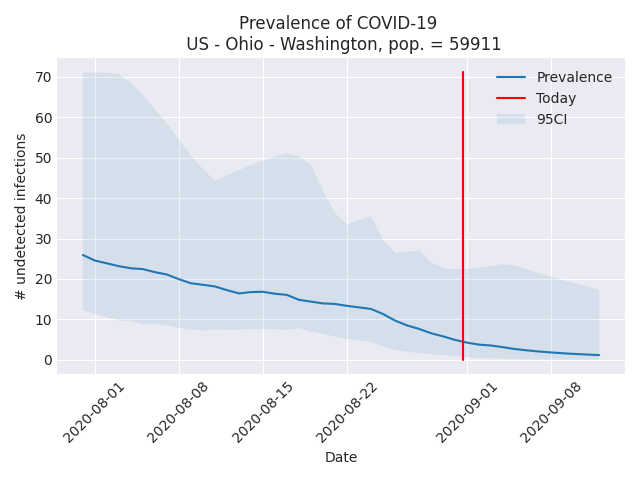 Prevalence of COVID-19
US - Ohio - Washington, pop. = 59911
Prevalence
Today
95CI
# undetected infections
70
60
50
40
30
20
10
0
2020-08-01
2020-08-08
2020-08-15
2020-08-22
2020-09-01
2020-09-08
Date